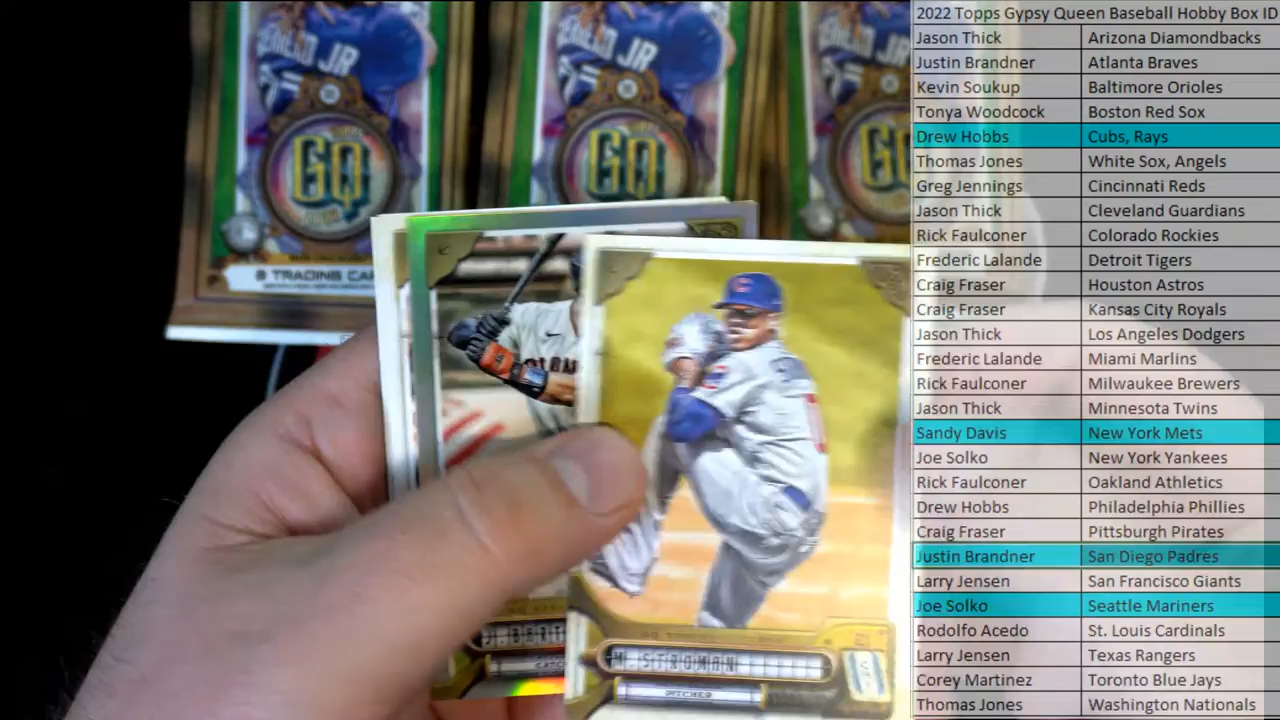 2022 Topps Gypsy Queen Baseball Hobby Box ID
Jason Thick Arizona Diamondbacks
Justin Brandner Atlanta Braves
Kevin Soukup Baltimore Orioles
Tonya Woodcock Boston Red Sox
Drew Hobbs Cubs, Rays
Thomas Jones White Sox, Angels
Greg Jennings Cincinnati Reds
Jason Thick Cleveland Guardians
Rick Faulconer Colorado Rockies
Frederic Lalande Detroit Tigers
Craig Fraser Houston Astros
Craig Fraser Kansas City Royals
Jason Thick Los Angeles Dodgers
Frederic Lalande Miami Marlins
Rick Faulconer Milwaukee Brewers
Jason Thick Minnesota Twins
Sandy Davis New York Mets
Joe Solko New York Yankees
Rick Faulconer Oakland Athletics
Drew Hobbs Philadelphia Phillies
Craig Fraser Pittsburgh Pirates
Justin Brandner San Diego Padres
Larry Jensen San Francisco Giants
Joe Solko Seattle Mariners
Rodolfo Acedo St. Louis Cardinals
Larry Jensen Texas Rangers
Corey Martinez Toronto Blue Jays
Thomas Jones Washington Nationals
JR
JR
GQ
GQ
GQ
8 TRADING CAR
C
J. BART
M. STROMAN
PITCHER